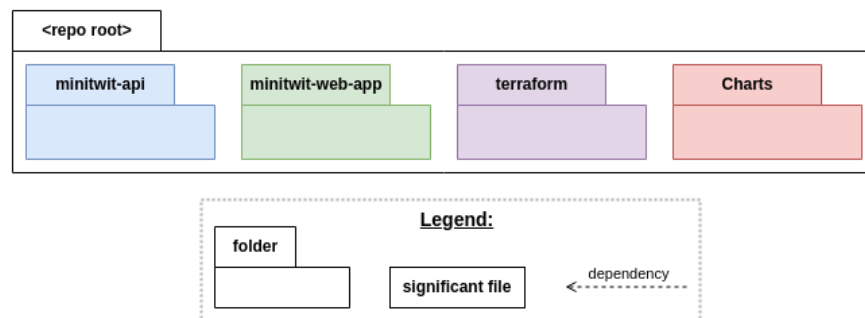 <repo root>
minitwit-api
minitwit-web-app
terraform
Charts
Legend:
folder
significant file
dependency